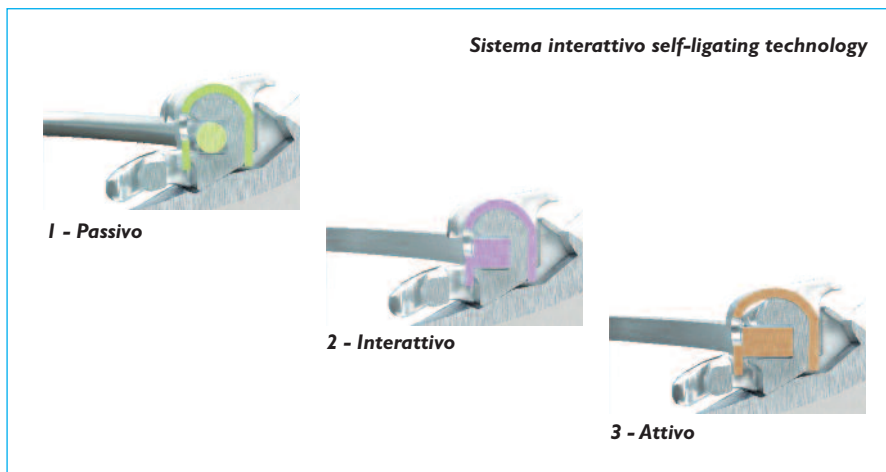 Sistema interattivo self-ligating technology
1 - Passivo
2 - Interattivo
3 - Attivo